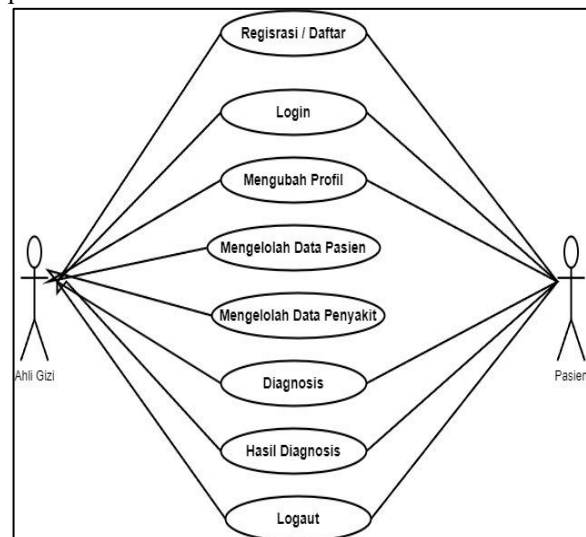 Regisrasi / Daftar
Login
Mengubah Profil
Mengelolah Data Pasien
Mengelolah Data Penyakit
Ahli Gizi
Pasien
Diagnosis
Hasil Diagnosis
Logaut